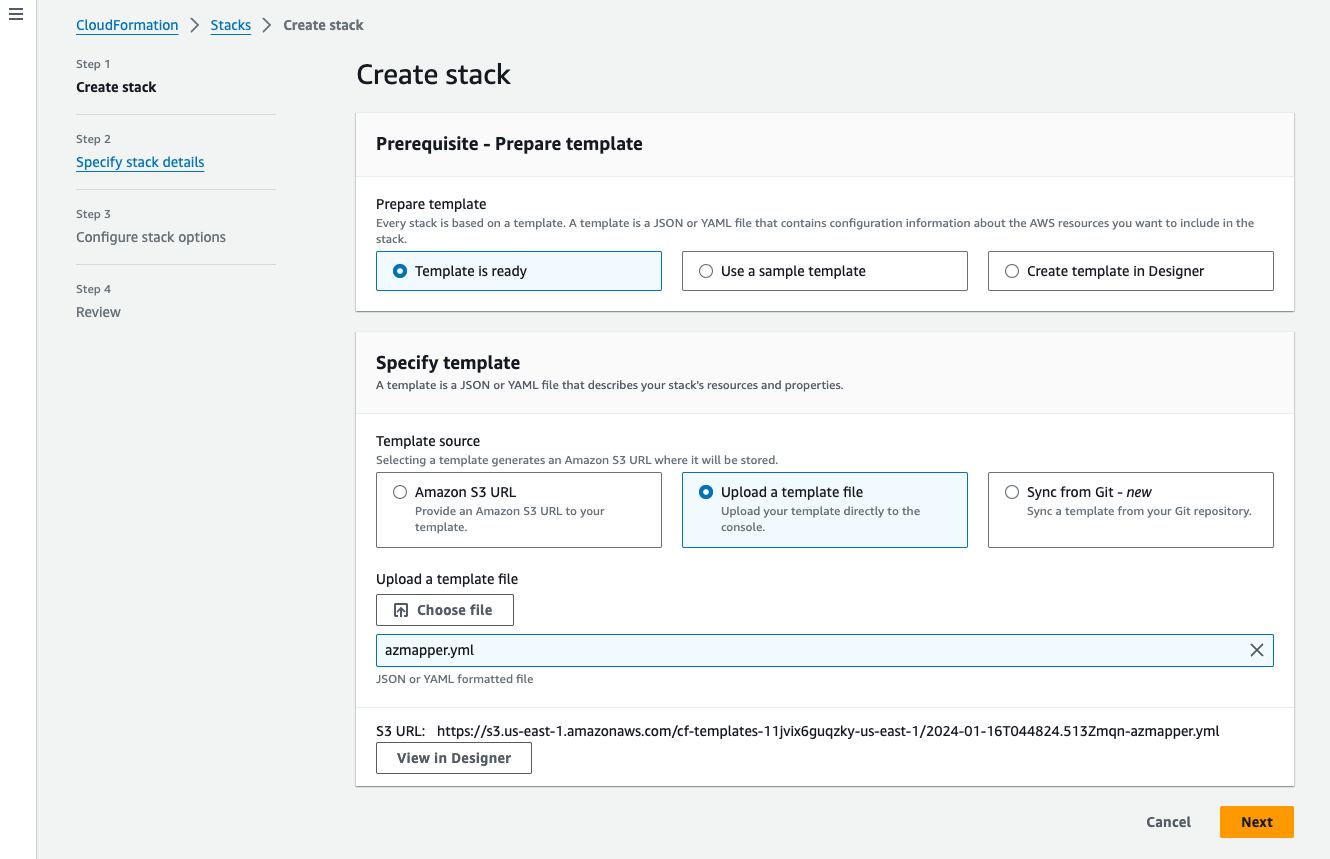 CloudFormation > Stacks > Create stack
Step 1
Create stack
Step 2
Specify stack details
Step 3
Configure stack options
Step 4
Review
Create stack
Prerequisite - Prepare template
Prepare template
Every stack is based on a template. A template is a JSON or YAML file that contains configuration information about the AWS resources you want to include in the
stack.
Template is ready
Use a sample template
Create template in Designer
Specify template
A template is a JSON or YAML file that describes your stack's resources and properties.
Template source
Selecting a template generates an Amazon S3 URL where it will be stored.
Amazon S3 URL
Provide an Amazon S3 URL to your
template.
Upload a template file
Upload your template directly to the
console.
Sync from Git - new
Sync a template from your Git repository.
Upload a template file
Choose file
azmapper.yml
JSON or YAML formatted file
S3 URL: https://s3.us-east-1.amazonaws.com/cf-templates-11jvix6guqzky-us-east-1/2024-01-16T044824.513Zmqn-azmapper.yml
View in Designer
Cancel
Next